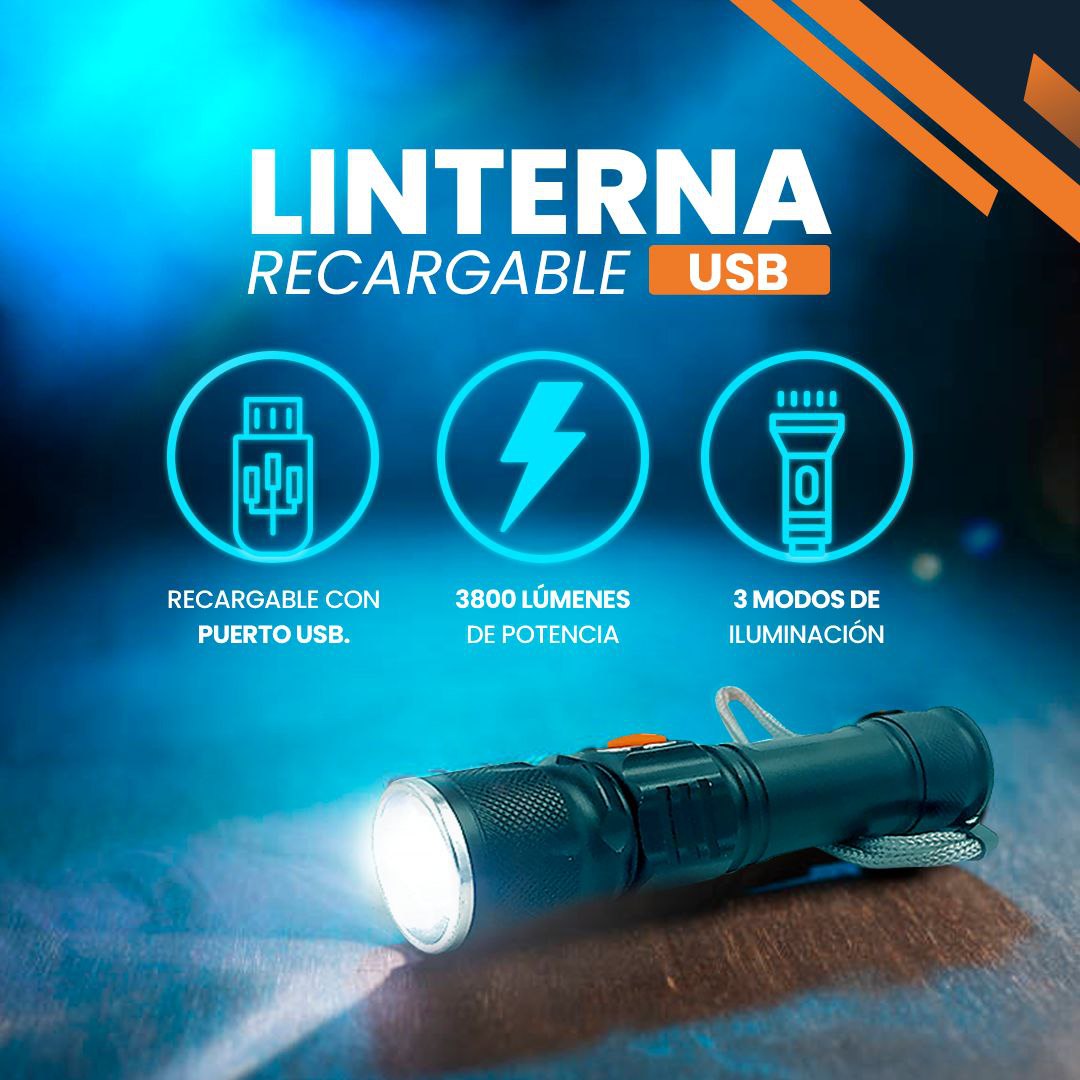 LINTERNA
RECARGABLE USB
RECARGABLE CON
PUERTO USB.
3800 LÚMENES
DE POTENCIA
3 MODOS DE
ILUMINACIÓN